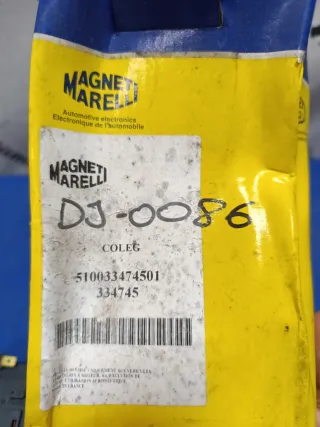 MAGNETI
MARELLI
Automotive electronics
Electronique de l'automobile
MAGNETI
MARELLI
DJ-0086
COLEG
510033474501
334745